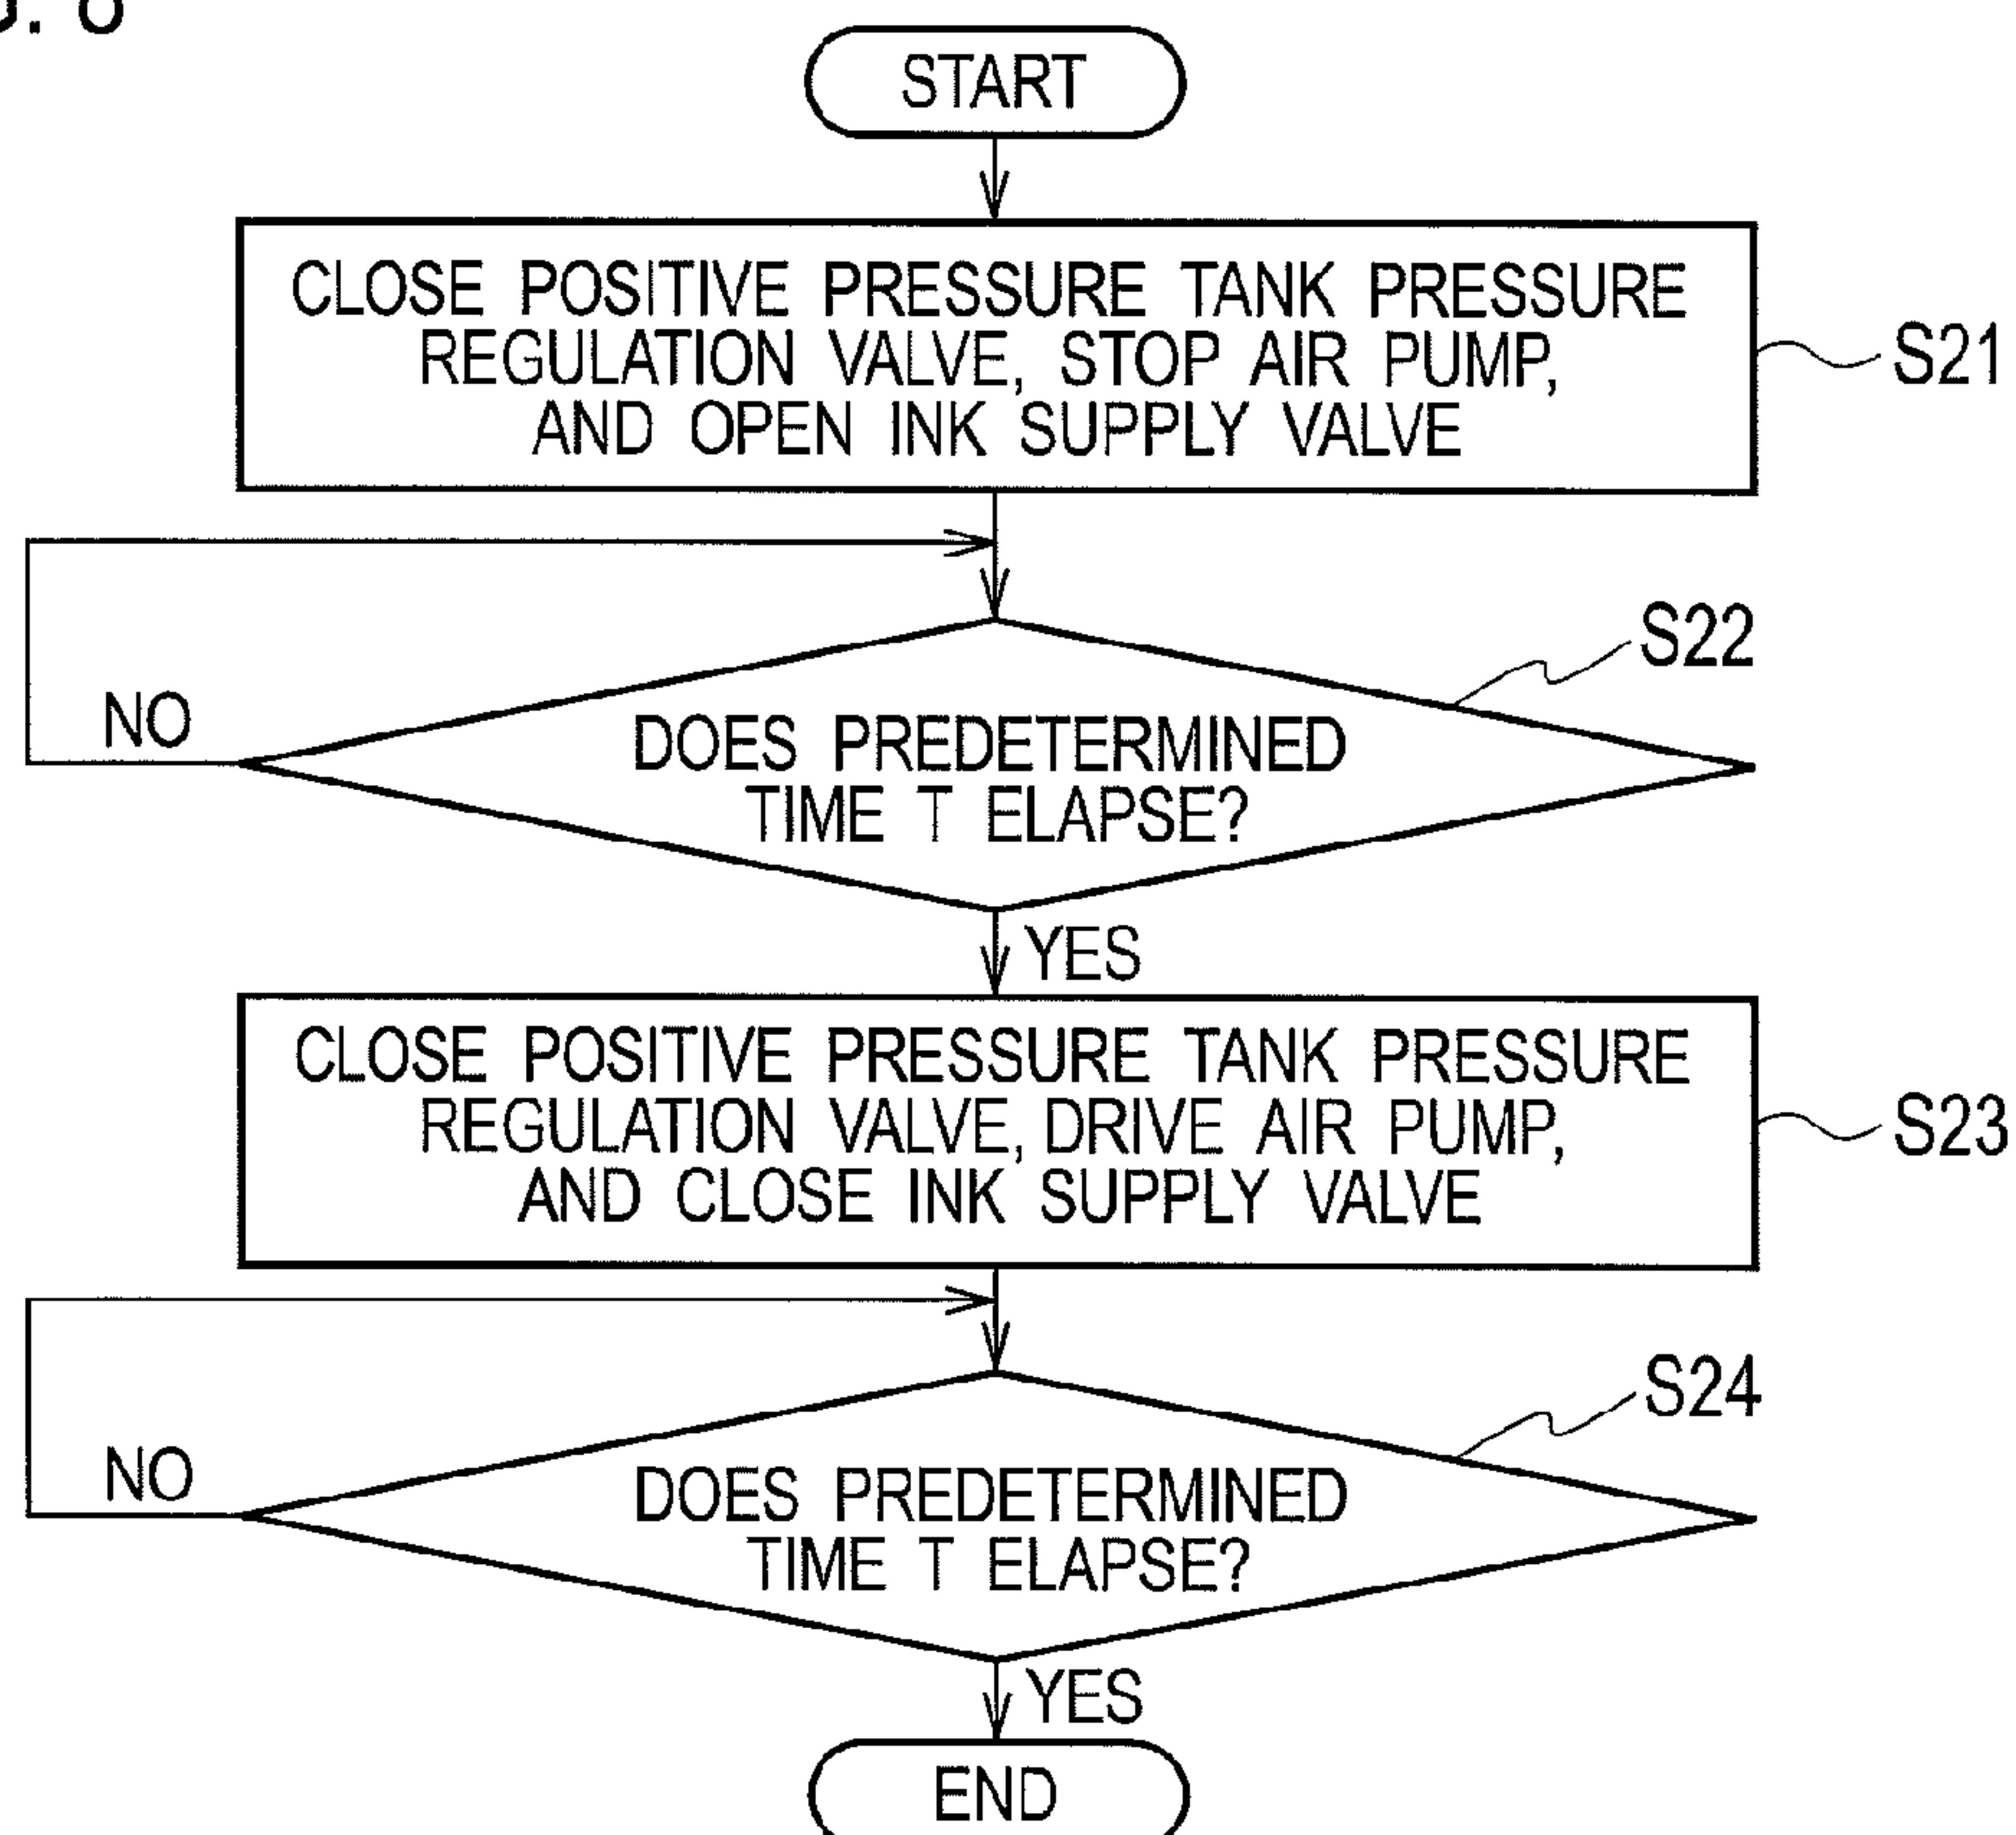 START
CLOSE POSITIVE PRESSURE TANK PRESSURE
REGULATION VALVE, STOP AIR PUMP,
AND OPEN INK SUPPLY VALVE
S21
S22
NO
DOES PREDETERMINED
TIME T ELAPSE?
YES
CLOSE POSITIVE PRESSURE TANK PRESSURE
REGULATION VALVE, DRIVE AIR PUMP,
AND CLOSE INK SUPPLY VALVE
S23
S24
NO
DOES PREDETERMINED
TIME T ELAPSE?
YES
END